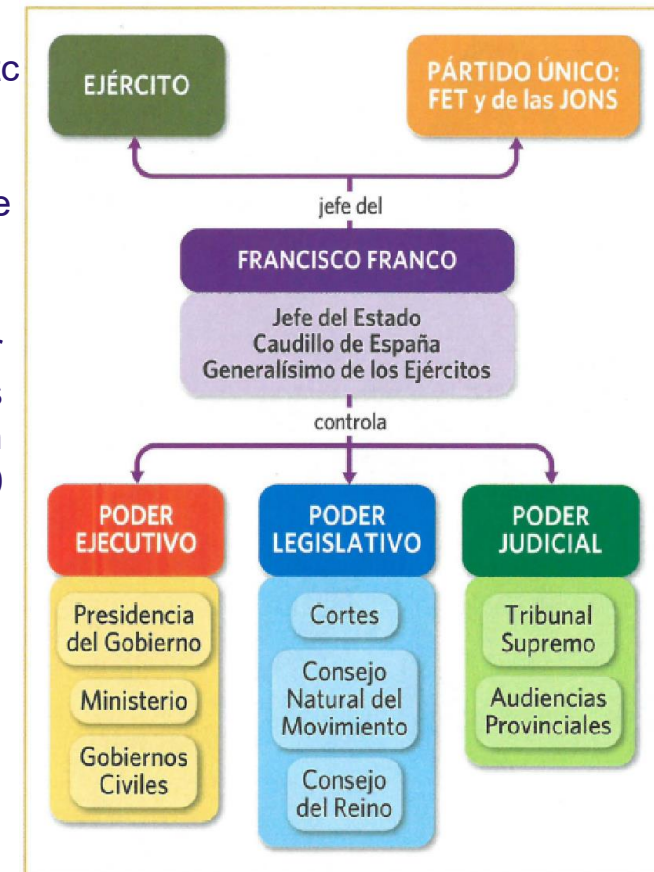 EJÉRCITO
PÁRTIDO ÚNICO:
FET y de las JONS
jefe del
FRANCISCO FRANCO
Jefe del Estado
Caudillo de España
Generalísimo de los Ejércitos
controla
PODER
EJECUTIVO
Presidencia
del Gobierno
Ministerio
Gobiernos
Civiles
PODER
LEGISLATIVO
Cortes
Consejo
Natural del
Movimiento
Consejo
del Reino
PODER
JUDICIAL
Tribunal
Supremo
Audiencias
Provinciales